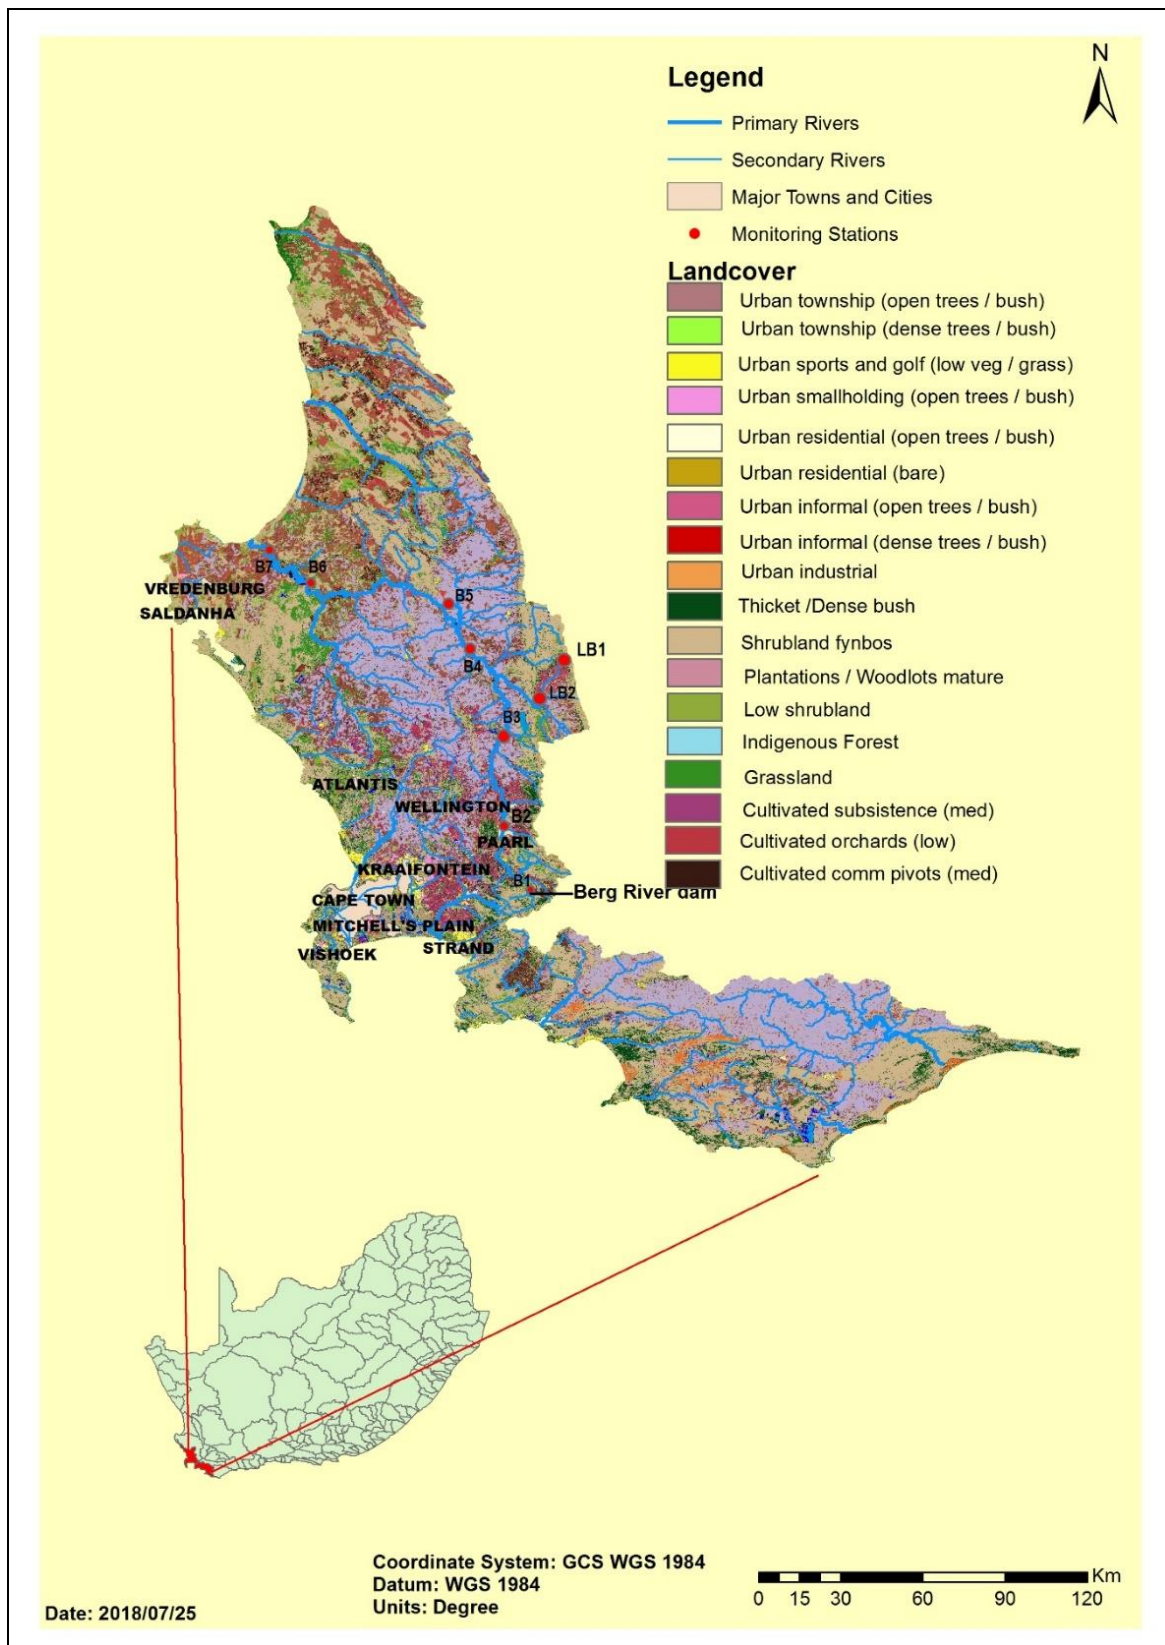 N
Legend
Primary Rivers
Secondary Rivers
Major Towns and Cities
Monitoring Stations
Landcover
Urban township (open trees / bush)
Urban township (dense trees / bush)
Urban sports and golf (low veg / grass)
Urban smallholding (open trees / bush)
Urban residential (open trees / bush)
Urban residential (bare)
Urban informal (open trees / bush)
Urban informal (dense trees / bush)
Urban industrial
Thicket /Dense bush
Shrubland fynbos
Plantations / Woodlots mature
Low shrubland
Indigenous Forest
Grassland
Cultivated subsistence (med)
Cultivated orchards (low)
Cultivated comm pivots (med)
B7
B6
VREDENBURG
SALDANHA
B5
B4
LB1
LB2
B3
ATLANTIS
WELLINGTON
B2
PAARL
KRAAIFONTEIN
B1
Berg River dam
CAPE TOWN
MITCHELL'S PLAIN
STRAND
VISHOEK
Coordinate System: GCS WGS 1984
Datum: WGS 1984
Units: Degree
Date: 2018/07/25
Km
0 15 30 60 90 120